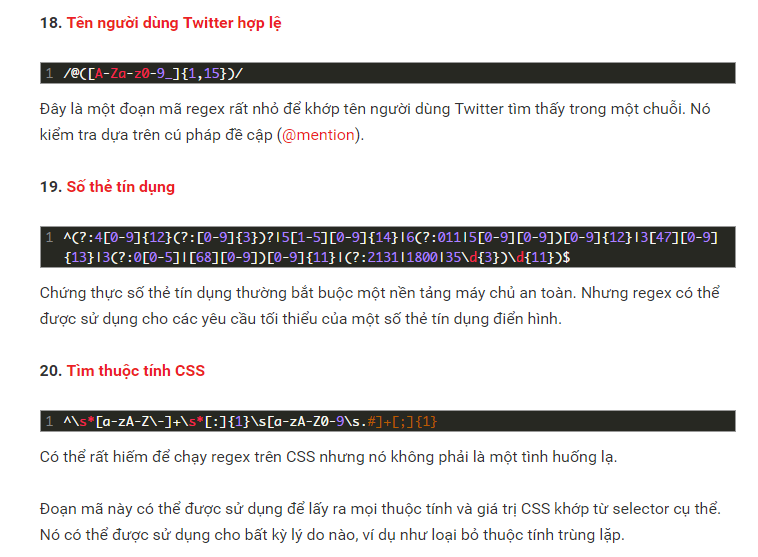 18. Tên người dùng Twitter hợp lệ
1 /@([A-Za-z0-9_]{1,15})/
Đây là một đoạn mã regex rất nhỏ để khớp tên người dùng Twitter tìm thấy trong một chuỗi. Nó
kiểm tra dựa trên cú pháp đề cập (@mention).
19. Số thẻ tín dụng
1 ^(?:4[0-9]{12}(?:[0-9]{3})?|5[1-5][0-9]{14}|6(?:011|5[0-9][0-9])[0-9]{12}|3[47][0-9]
{13}|3(?:0[0-5]|[68][0-9])[0-9]{11}|(?:2131|1800|35\d{3})\d{11})$
Chứng thực số thẻ tín dụng thường bắt buộc một nền tảng máy chủ an toàn. Nhưng regex có thể
được sử dụng cho các yêu cầu tối thiểu của một số thẻ tín dụng điển hình.
20. Tìm thuộc tính CSS
1 ^\s*[a-zA-Z\-]+\s*[:]{1}\s[a-zA-Z0-9\s.#]+[;]{1}
Có thể rất hiếm để chạy regex trên CSS nhưng nó không phải là một tình huống lạ.
Đoạn mã này có thể được sử dụng để lấy ra mọi thuộc tính và giá trị CSS khớp từ selector cụ thể.
Nó có thể được sử dụng cho bất kỳ lý do nào, ví dụ như loại bỏ thuộc tính trùng lặp.